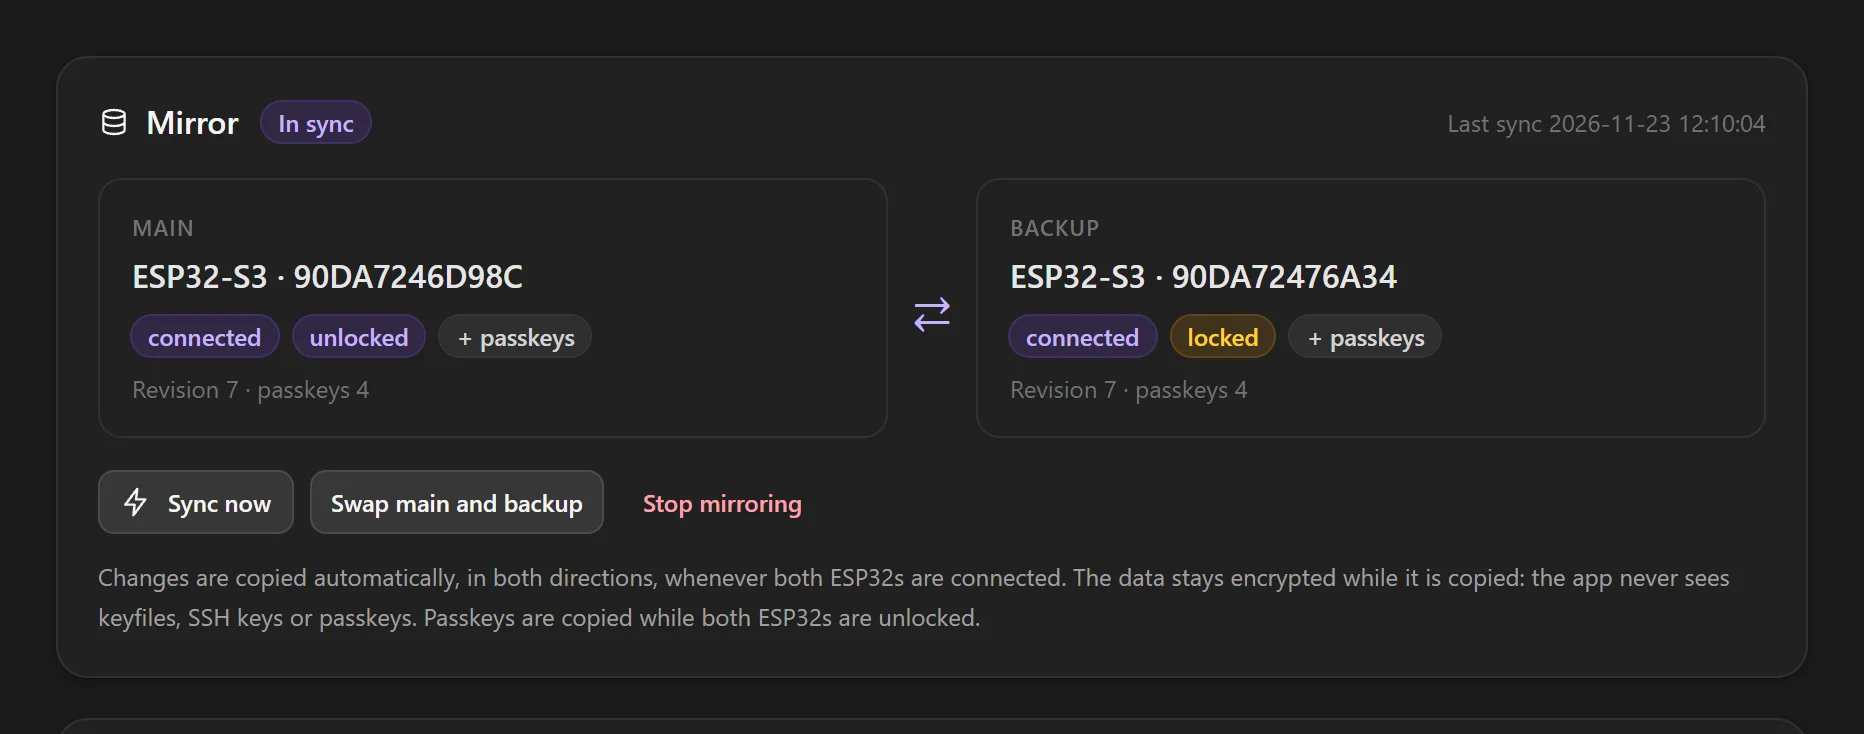 Mirror
In sync
Last sync 2026-11-23 12:10:04
MAIN
ESP32-S3 · 90DA7246D98C
connected
unlocked
+ passkeys
Revision 7 · passkeys 4
BACKUP
ESP32-S3 · 90DA72476A34
connected
locked
+ passkeys
Revision 7 · passkeys 4
Sync now
Swap main and backup
Stop mirroring
Changes are copied automatically, in both directions, whenever both ESP32s are connected. The data stays encrypted while it is copied: the app never sees
keyfiles, SSH keys or passkeys. Passkeys are copied while both ESP32s are unlocked.